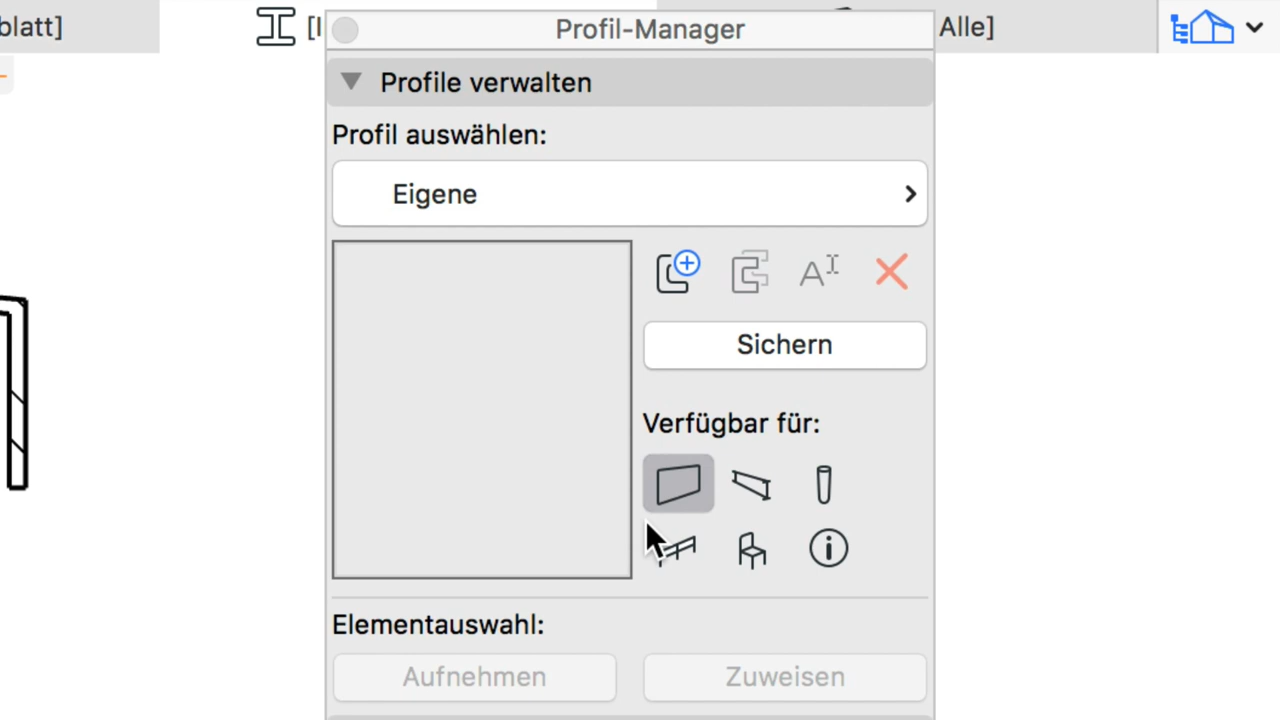 blatt]
[I
Profil-Manager
Alle]
Profile verwalten
Profil auswählen:
Eigene
Sichern
Verfügbar für:
Elementauswahl:
Aufnehmen
Zuweisen